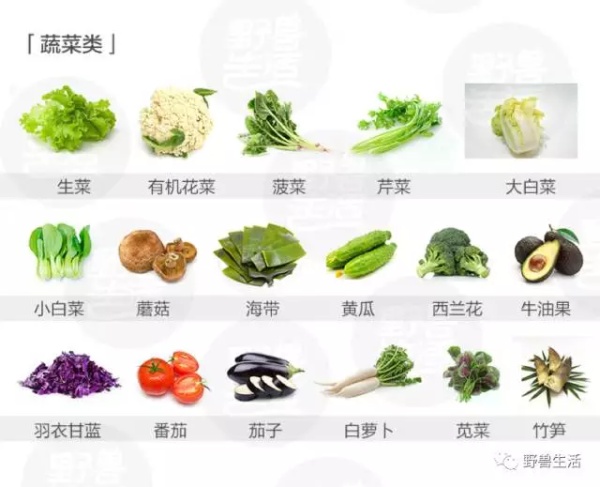 「 蔬菜类 」
生菜 有机花菜 菠菜 芹菜 大白菜
小白菜 蘑菇 海带 黄瓜 西兰花 牛油果
羽衣甘蓝 番茄 茄子 白萝卜 苋菜 竹笋
野兽生活